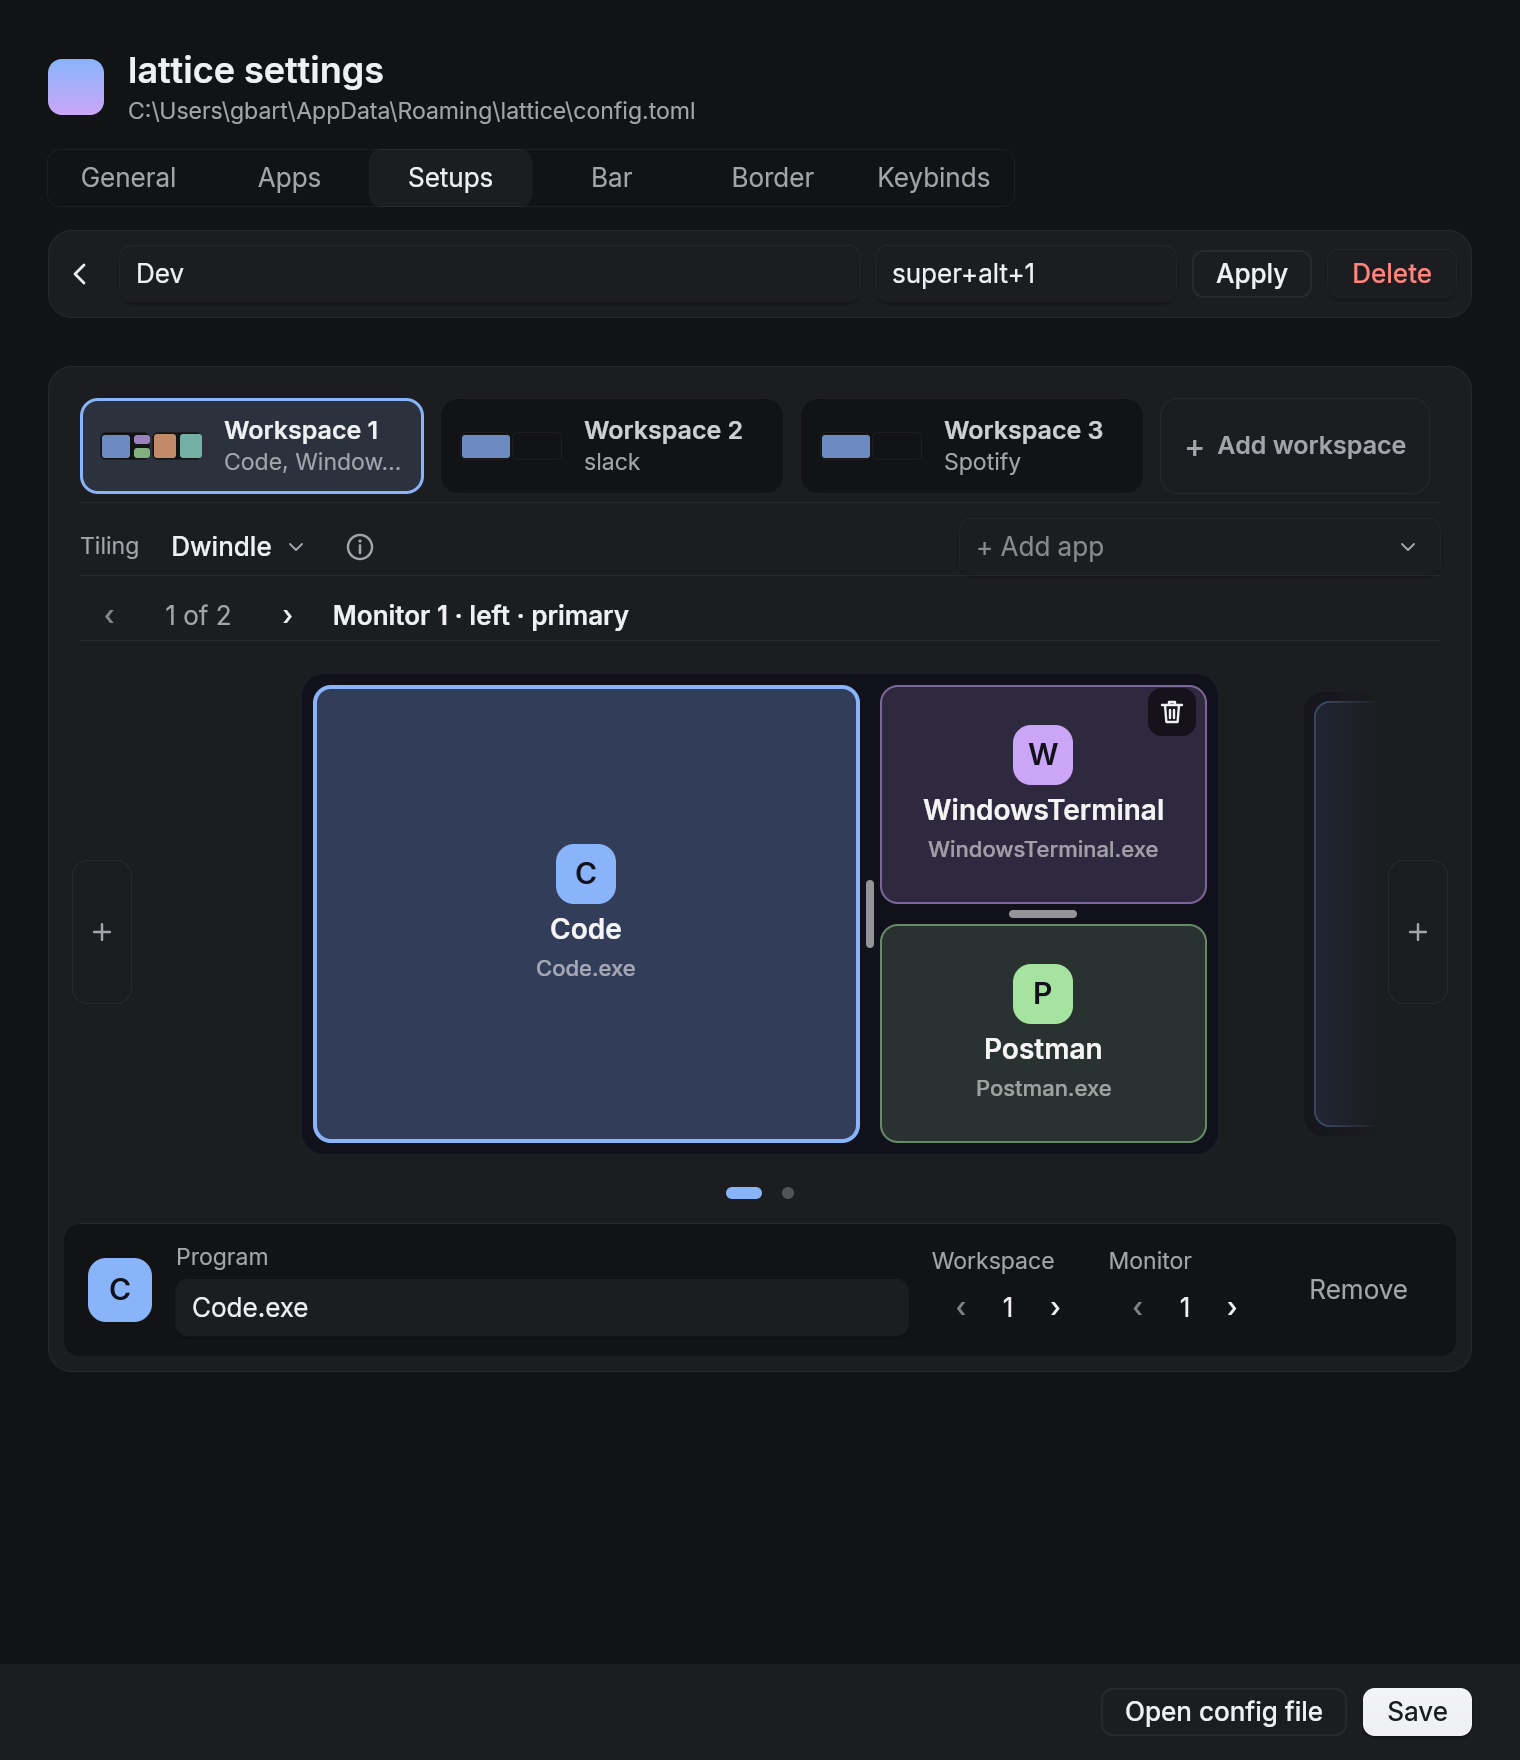 lattice settings
C:\Users\gbart\AppData\Roaming\lattice\config.toml
General Apps Setups Bar Border Keybinds
Dev super+alt+1 Apply Delete
Workspace 1 Workspace 2 Workspace 3 + Add workspace
Code, Window... slack Spotify
Tiling Dwindle + Add app
‹ 1 of 2 › Monitor 1 · left · primary
W
WindowsTerminal
WindowsTerminal.exe
C
Code
Code.exe
+ +
P
Postman
Postman.exe
Program Workspace Monitor
C Code.exe ‹ 1 › ‹ 1 › Remove
Open config file Save